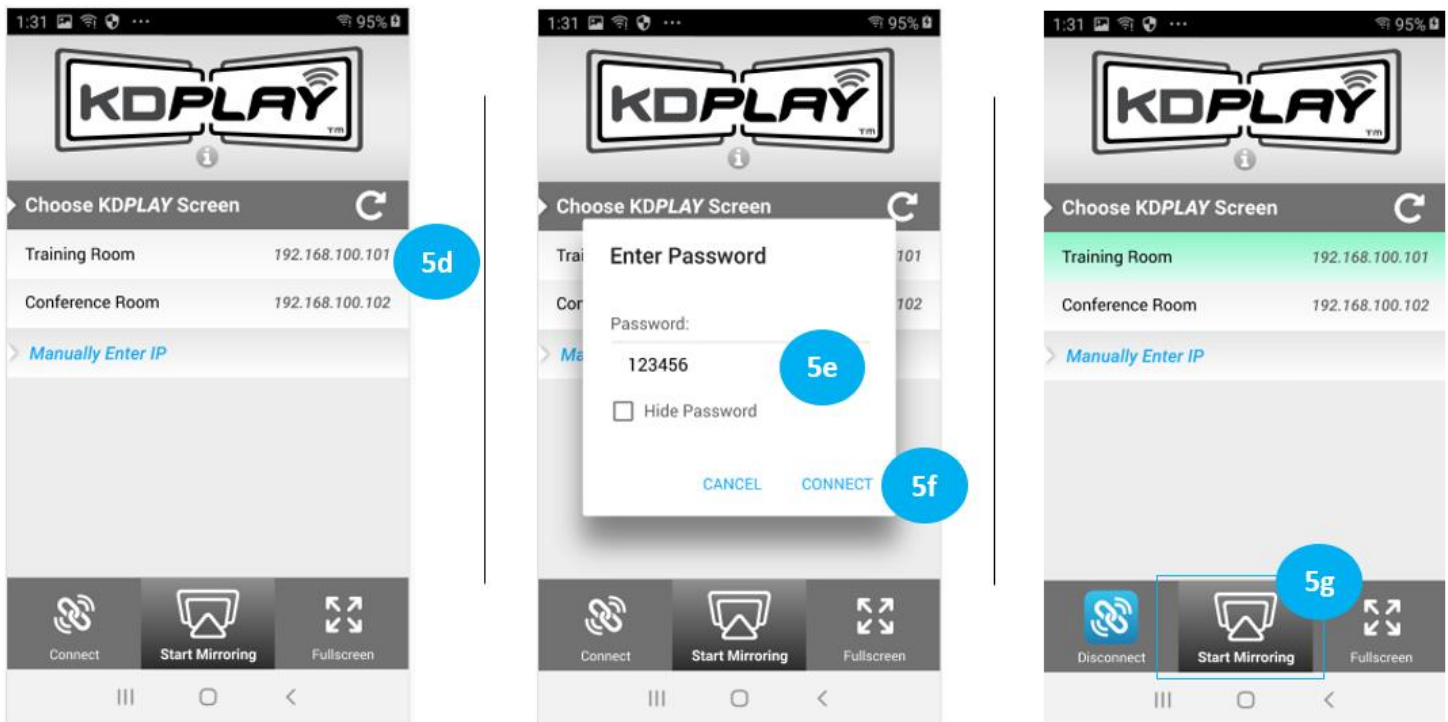 1:31 ... 95%
KDPLAY
TM
i
Choose KDPLAY Screen
Training Room 192.168.100.101
5d
Conference Room 192.168.100.102
Manually Enter IP
Connect
Start Mirroring
Fullscreen
1:31 ... 95%
KDPLAY
TM
i
Choose KDPLAY Screen
Trai 101
Enter Password
Con 102
Password:
Ma
123456
5e
Hide Password
CANCEL CONNECT
5f
Connect
Start Mirroring
Fullscreen
1:31 ... 95%
KDPLAY
TM
i
Choose KDPLAY Screen
Training Room 192.168.100.101
Conference Room 192.168.100.102
Manually Enter IP
5g
Disconnect
Start Mirroring
Fullscreen